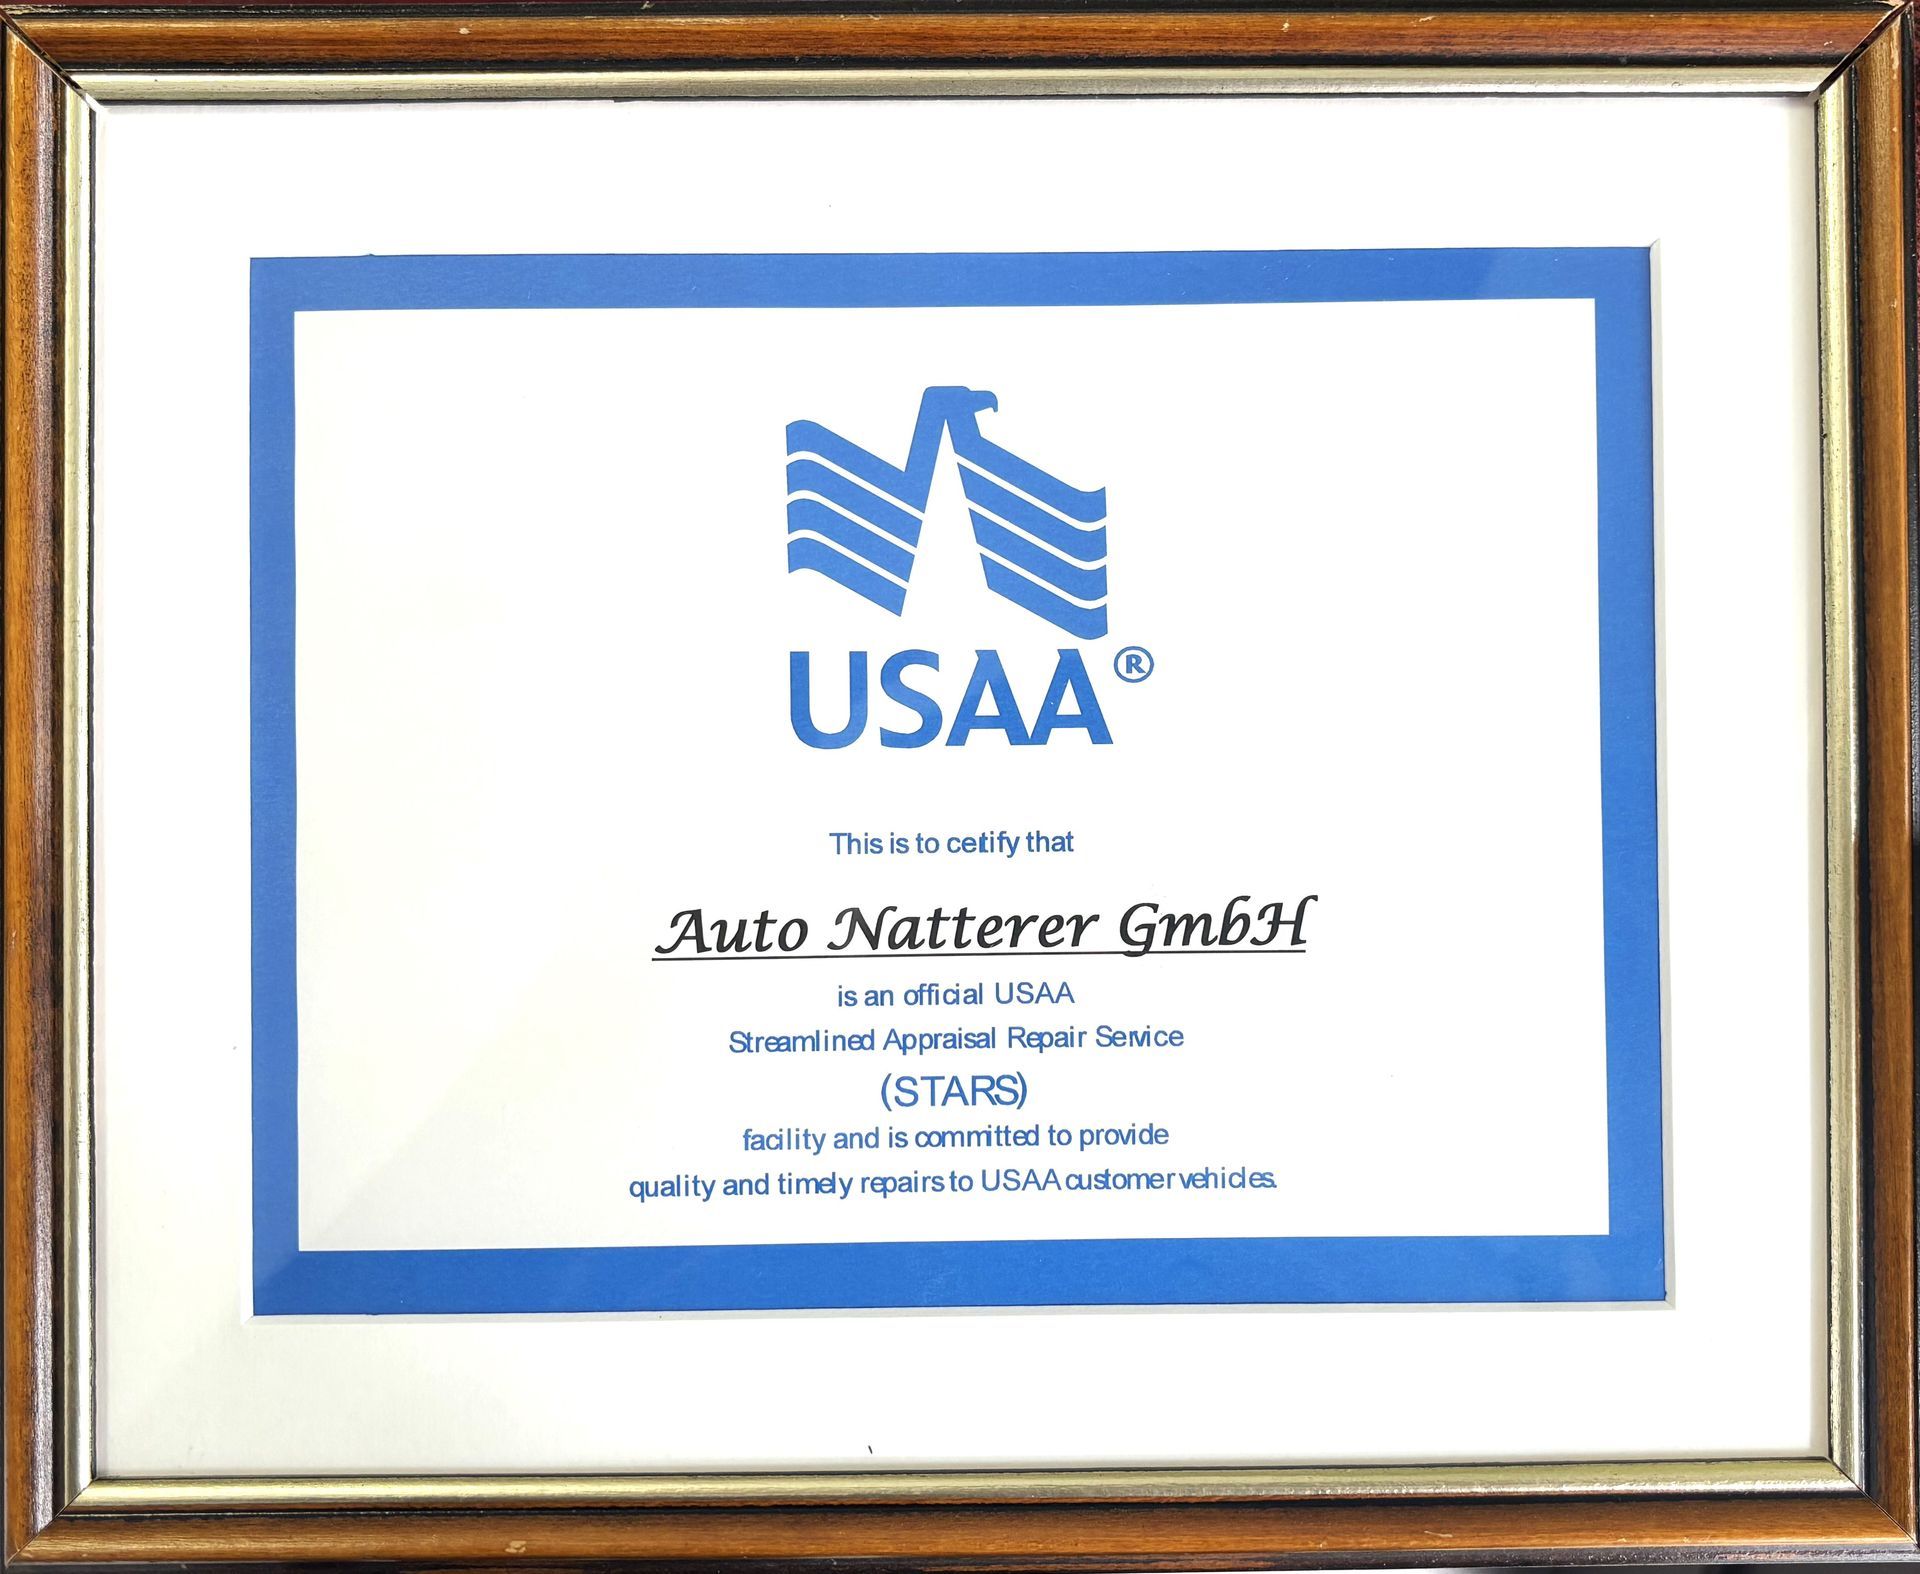 USAA®
This is to certify that
Auto Natterer GmbH
is an official USAA
Streamlined Appraisal Repair Service
(STARS)
facility and is committed to provide
quality and timely repairs to USAA customer vehicles.